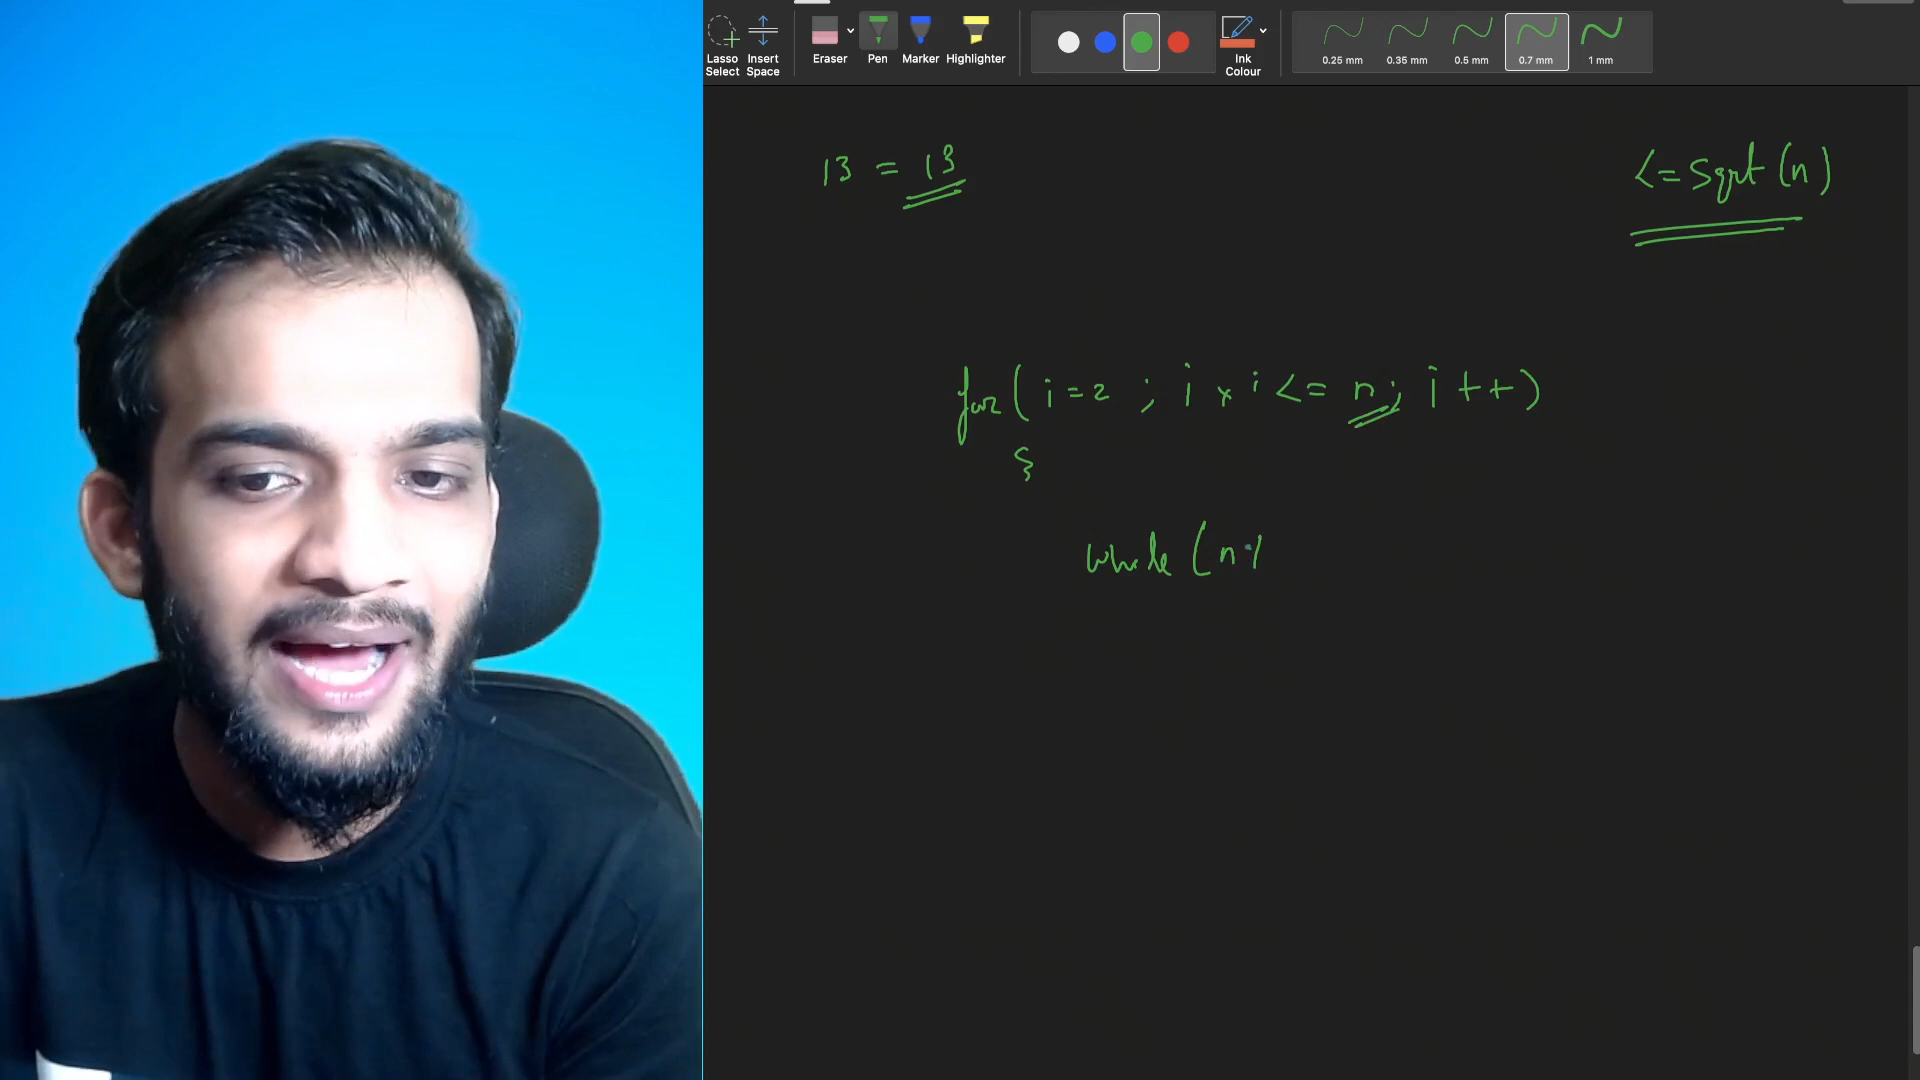 Lasso Select
Insert Space
Eraser
Pen
Marker
Highlighter
Ink Colour
0.25 mm
0.35 mm
0.5 mm
0.7 mm
1 mm
13 = 13
<= Sqrt (n)
for ( i = 2 ; i * i <= n ; i ++ )
{
while ( n %